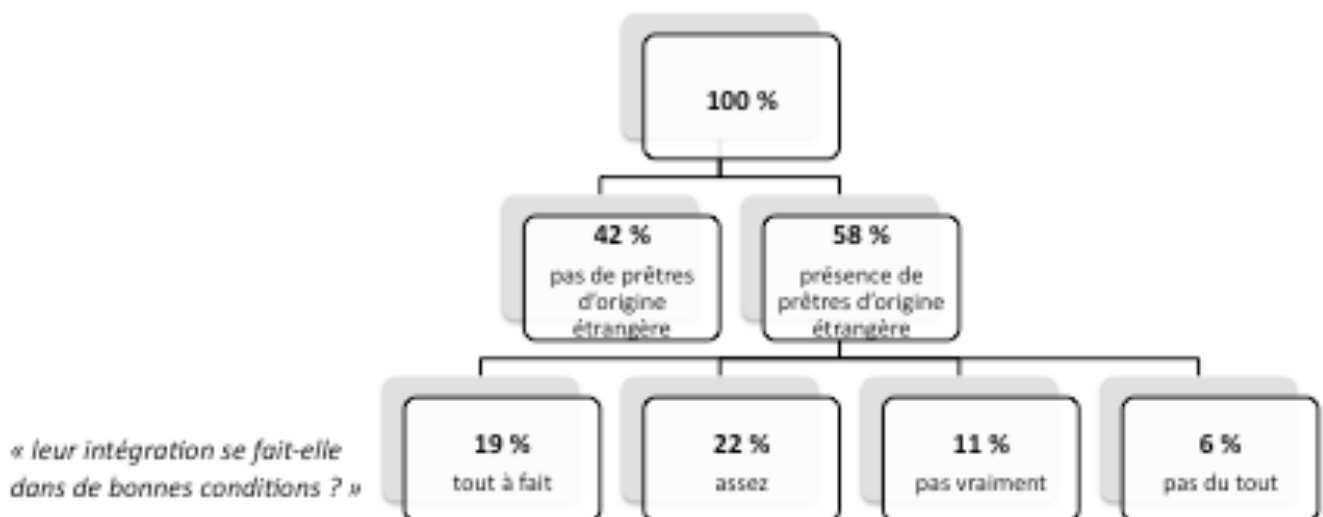 100 %
42 %
pas de prêtres
d'origine
étrangère
58 %
présence de
prêtres d'origine
étrangère
« leur intégration se fait-elle
dans de bonnes conditions ? »
19 %
tout à fait
22 %
assez
11 %
pas vraiment
6 %
pas du tout